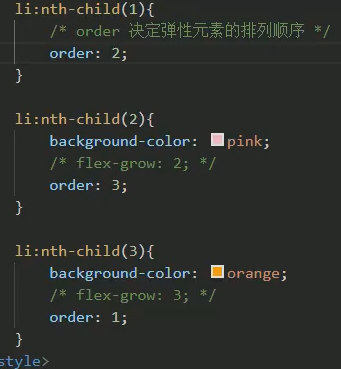 li:nth-child(1){
/* order 决定弹性元素的排列顺序 */
order: 2;
}
li:nth-child(2){
background-color: pink;
/* flex-grow: 2; */
order: 3;
}
li:nth-child(3){
background-color: orange;
/* flex-grow: 3; */
order: 1;
}
style>